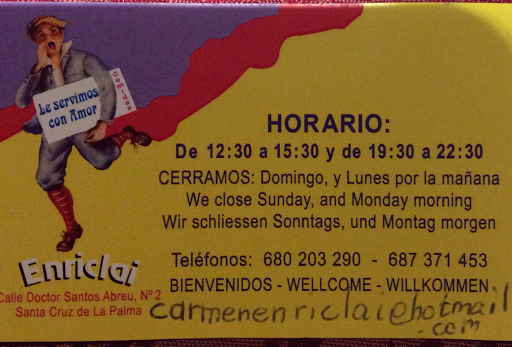 Comidas
Le servimos
con Amor
HORARIO:
De 12:30 a 15:30 y de 19:30 a 22:30
CERRAMOS: Domingo, y Lunes por la mañana
We close Sunday, and Monday morning
Wir schliessen Sonntags, und Montag morgen
Teléfonos: 680 203 290 - 687 371 453
BIENVENIDOS - WELLCOME - WILLKOMMEN
Enriclai
Calle Doctor Santos Abreu, Nº 2
Santa Cruz de La Palma
carmenenriclai@hotmail
.com